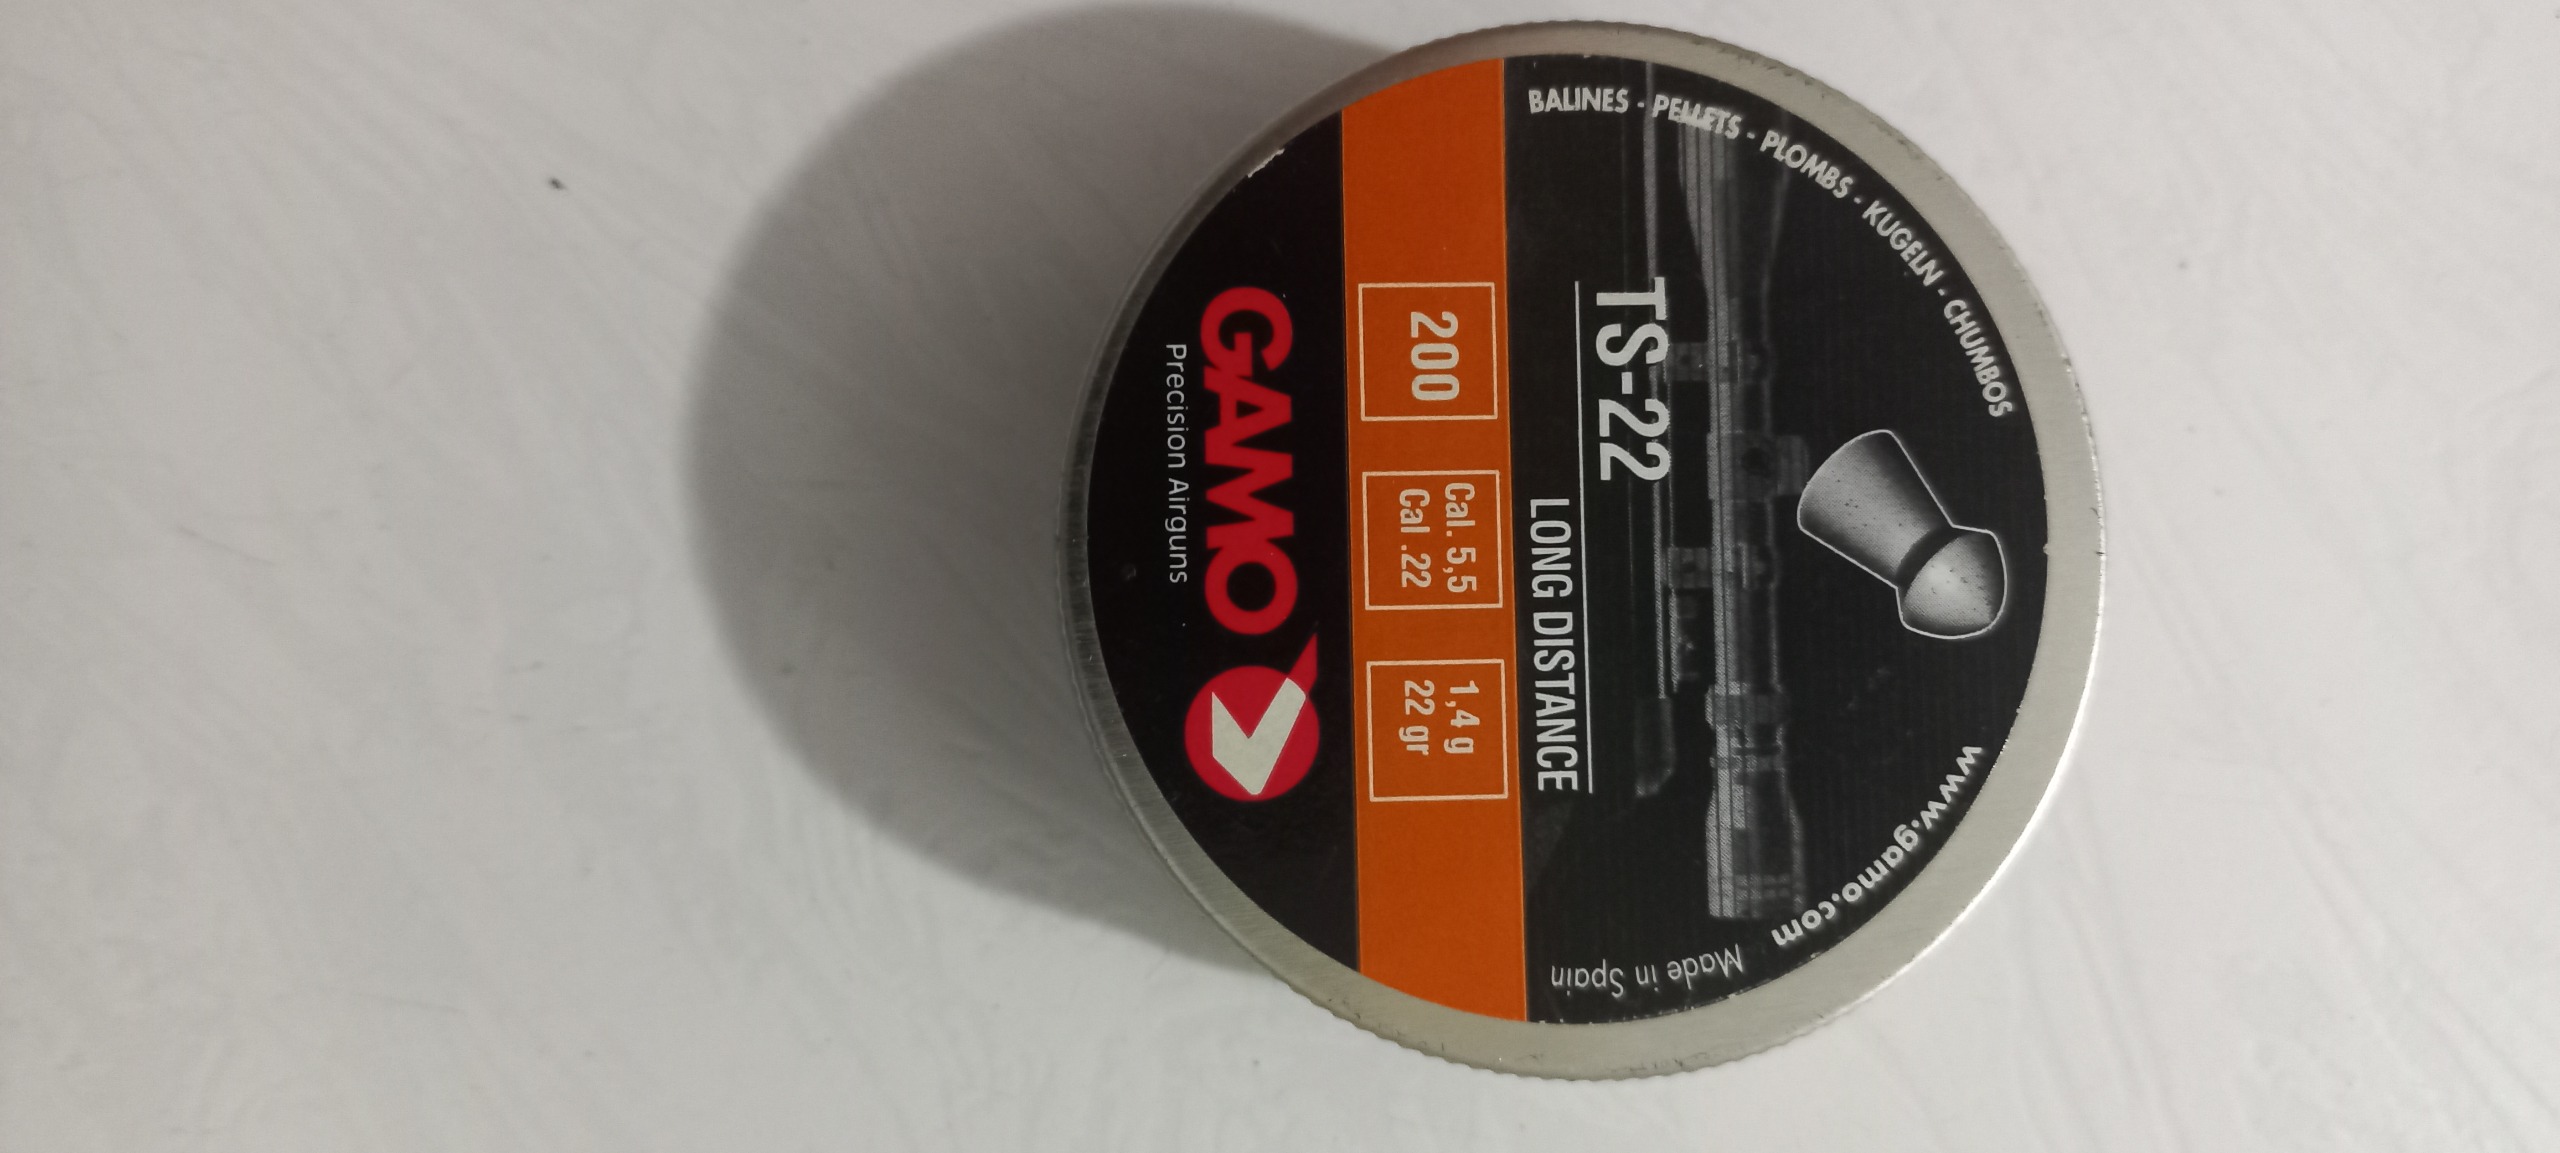 BALINES - PELLETS - PLOMBS - KUGELN - CHUMBOS
www.gamo.com
Made in Spain
TS-22
LONG DISTANCE
200
Cal. 5,5
Cal .22
1,4 g
22 gr
GAMO
Precision Airguns